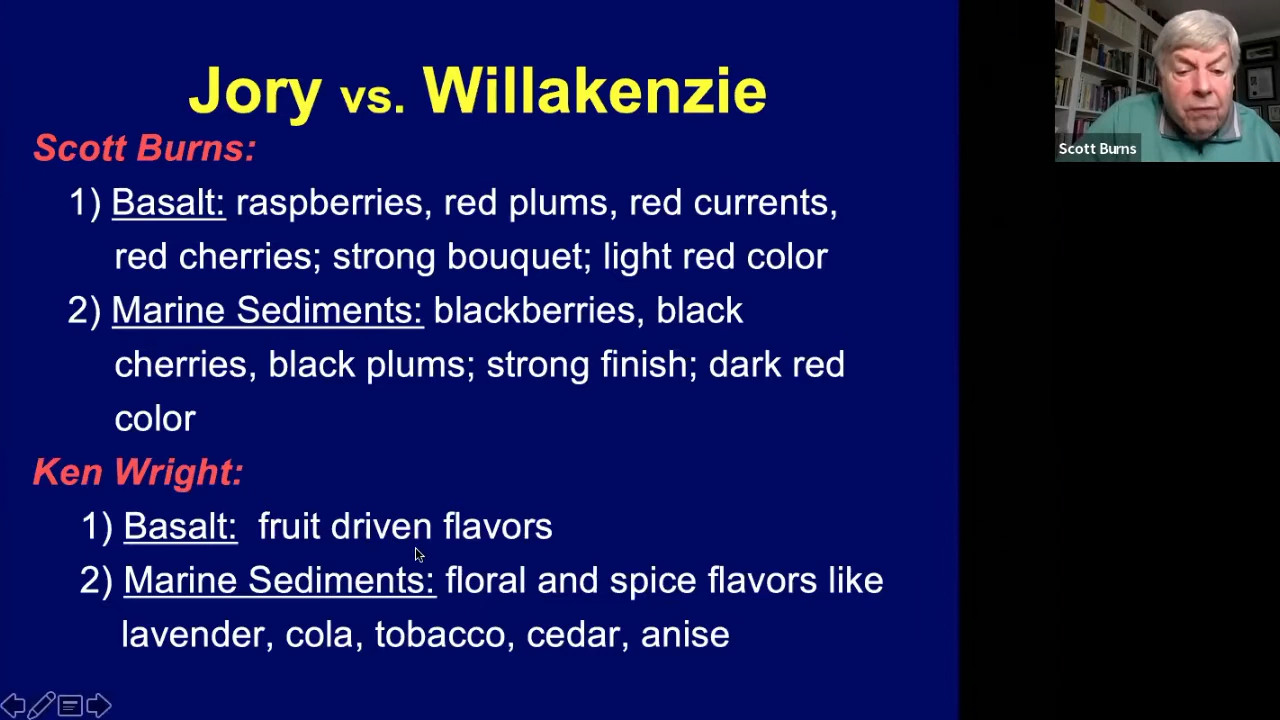 Jory vs. Willakenzie
Scott Burns:
1) Basalt: raspberries, red plums, red currents,
red cherries; strong bouquet; light red color
2) Marine Sediments: blackberries, black
cherries, black plums; strong finish; dark red
color
Ken Wright:
1) Basalt: fruit driven flavors
2) Marine Sediments: floral and spice flavors like
lavender, cola, tobacco, cedar, anise
Scott Burns